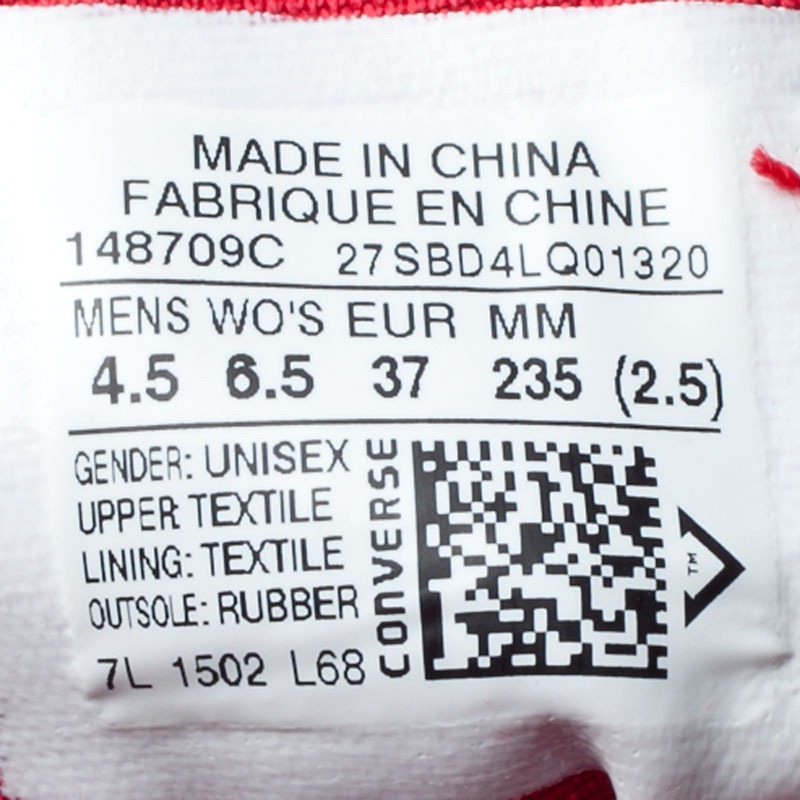 MADE IN CHINA
FABRIQUE EN CHINE
148709C 27SBD4LQ01320
MENS WO'S EUR MM
4.5 6.5 37 235 (2.5)
GENDER: UNISEX
UPPER TEXTILE
LINING: TEXTILE
OUTSOLE: RUBBER
7L 1502 L68
CONVERSE
TM